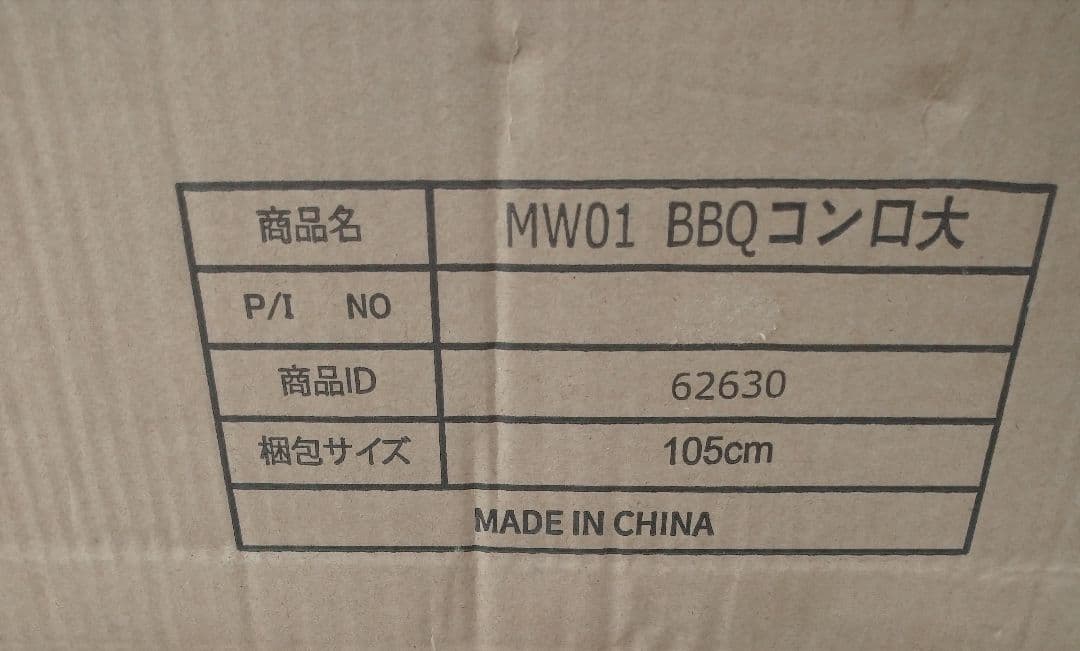 商品名 MW01 BBQコンロ大
P/I NO
商品ID 62630
梱包サイズ 105cm
MADE IN CHINA